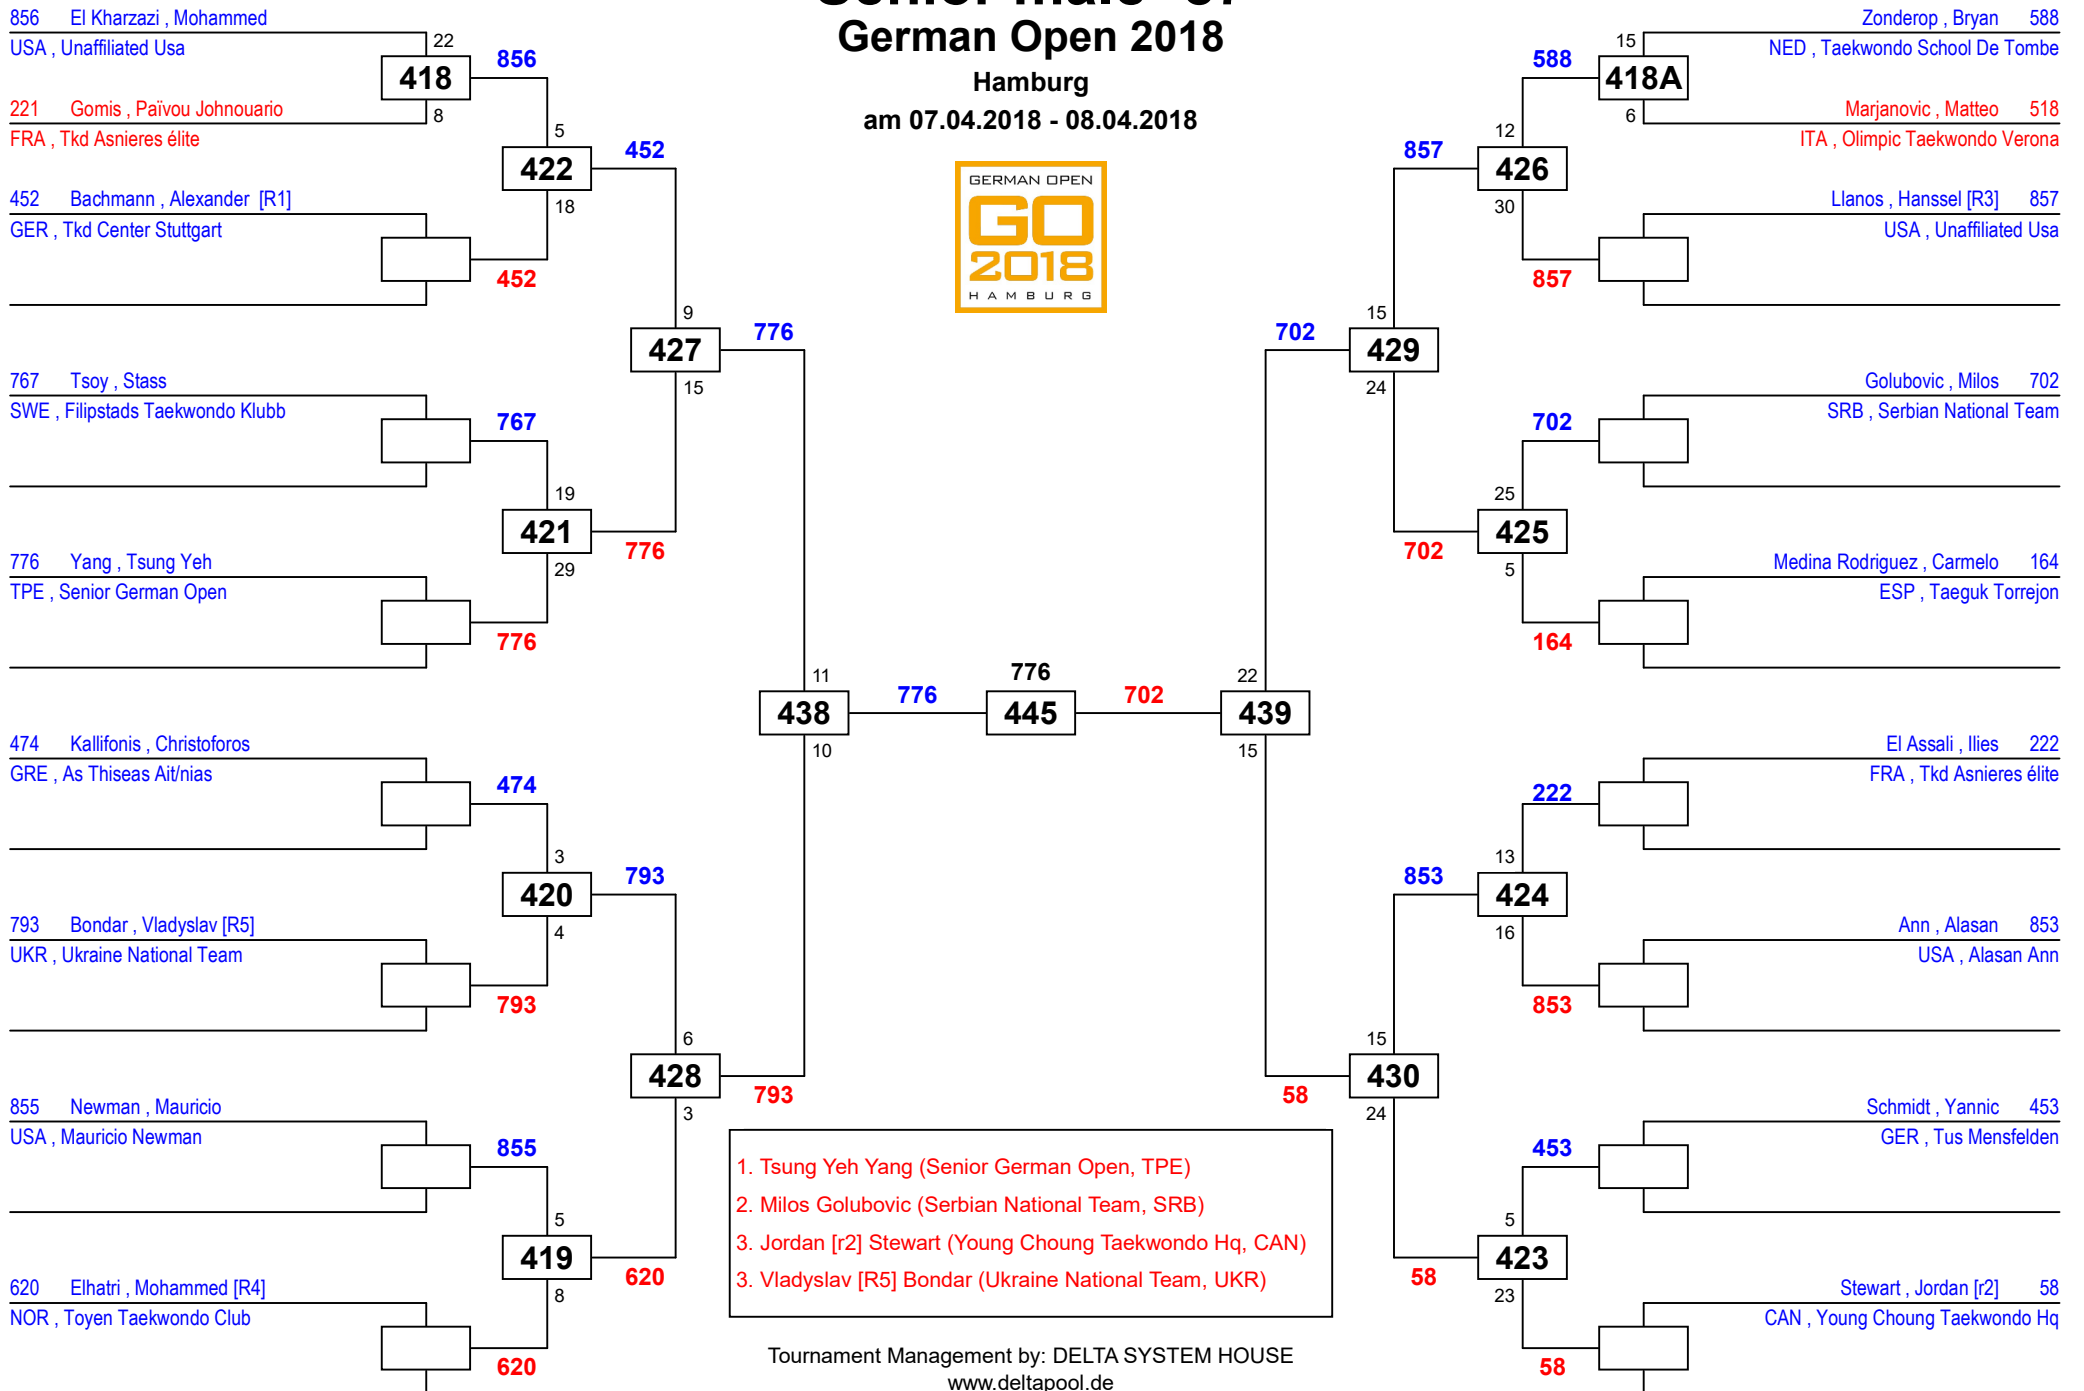 German Open 2018
Hamburg
am 07.04.2018 - 08.04.2018
GERMAN OPEN
GO
2018
HAMBURG
856 El Kharzazi , Mohammed
USA , Unaffiliated Usa
22
418
856
221 Gomis , Païvou Johnouario
8
FRA , Tkd Asnieres élite
5
422
452
452 Bachmann , Alexander [R1]
18
GER , Tkd Center Stuttgart
452
9
427
776
767 Tsoy , Stass
15
SWE , Filipstads Taekwondo Klubb
767
19
421
776
776 Yang , Tsung Yeh
29
TPE , Senior German Open
776
11
438
776
10
474 Kallifonis , Christoforos
GRE , As Thiseas Ait/nias
474
3
420
793
793 Bondar , Vladyslav [R5]
4
UKR , Ukraine National Team
793
6
428
793
3
855 Newman , Mauricio
USA , Mauricio Newman
855
5
419
620
620 Elhatri , Mohammed [R4]
8
NOR , Toyen Taekwondo Club
620
776
445
Zonderop , Bryan 588
NED , Taekwondo School De Tombe
15
418A
588
Marjanovic , Matteo 518
6
ITA , Olimpic Taekwondo Verona
12
426
857
Llanos , Hanssel [R3] 857
30
USA , Unaffiliated Usa
857
15
429
702
Golubovic , Milos 702
24
SRB , Serbian National Team
702
25
425
702
Medina Rodriguez , Carmelo 164
5
ESP , Taeguk Torrejon
164
22
439
702
15
El Assali , Ilies 222
FRA , Tkd Asnieres élite
222
13
424
853
Ann , Alasan 853
16
USA , Alasan Ann
853
15
430
58
24
Schmidt , Yannic 453
GER , Tus Mensfelden
453
5
423
58
Stewart , Jordan [r2] 58
23
CAN , Young Choung Taekwondo Hq
58
1. Tsung Yeh Yang (Senior German Open, TPE)
2. Milos Golubovic (Serbian National Team, SRB)
3. Jordan [r2] Stewart (Young Choung Taekwondo Hq, CAN)
3. Vladyslav [R5] Bondar (Ukraine National Team, UKR)
Tournament Management by: DELTA SYSTEM HOUSE
www.deltapool.de